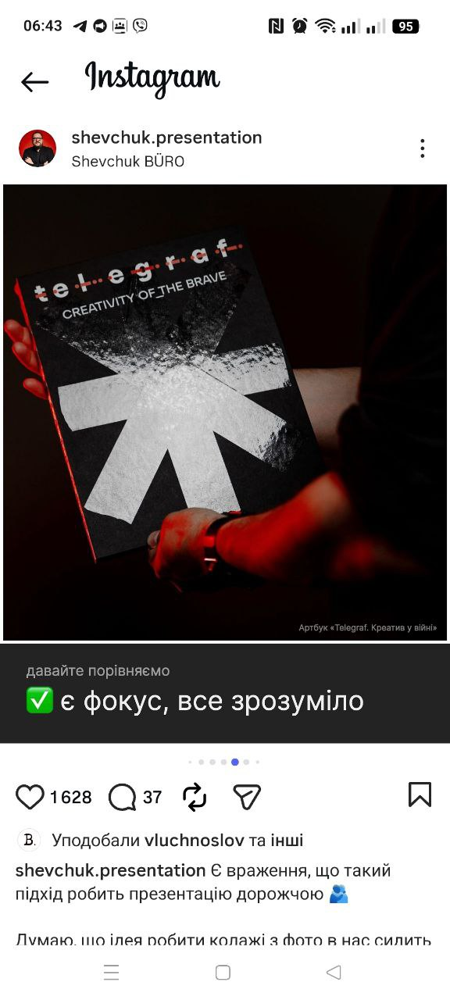 06:43
95
Instagram
shevchuk.presentation
Shevchuk BÜRO
telegraf
CREATIVITY OF_THE BRAVE
Артбук «Telegraf. Креатив у війні»
давайте порівняємо
✅ є фокус, все зрозуміло
1 628 37
B. Уподобали vluchnoslov та інші
shevchuk.presentation Є враження, що такий
підхід робить презентацію дорожчою 🫂
Думаю, що ідея робити колажі з фото в нас сидить